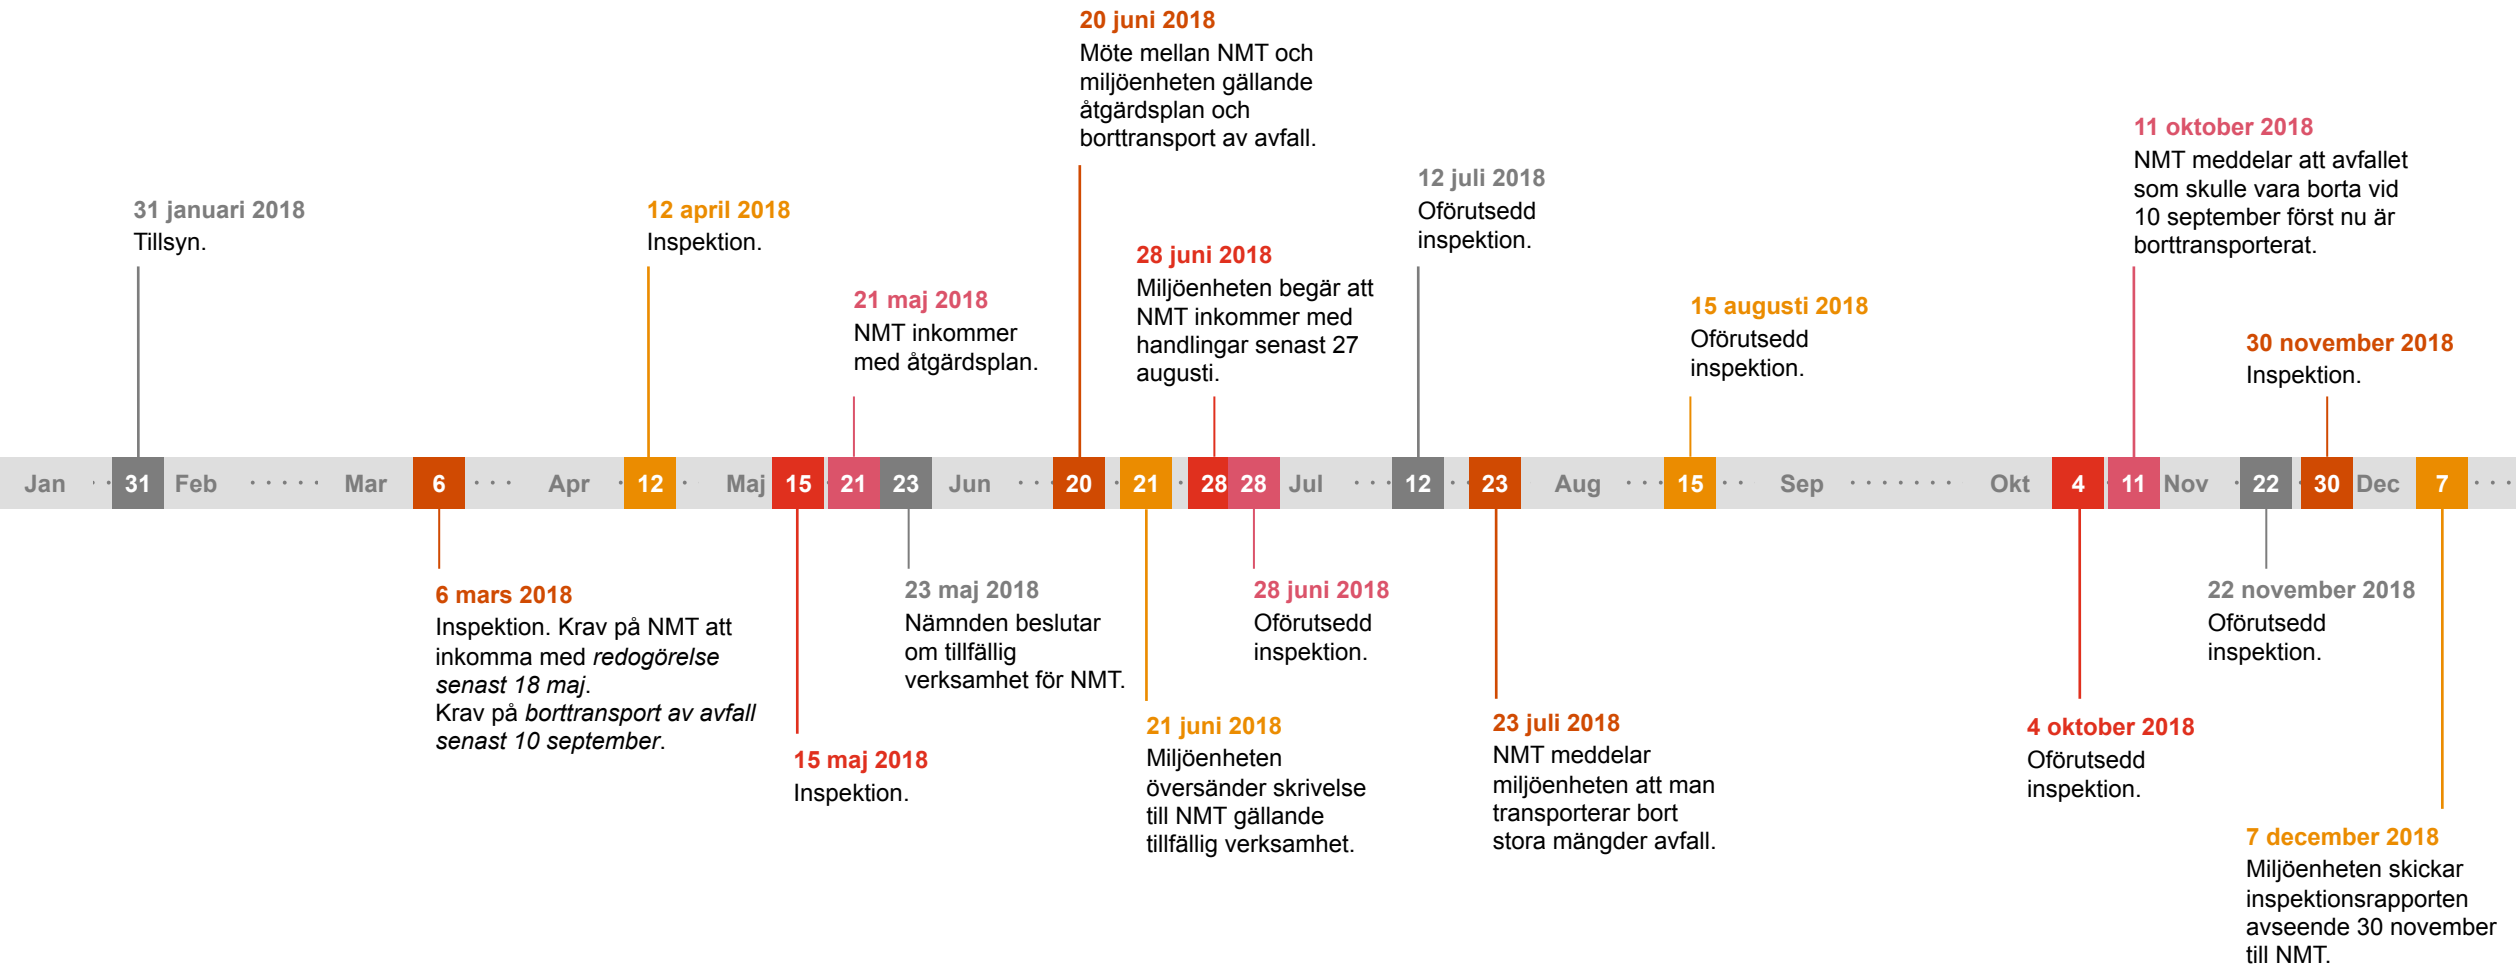 20 juni 2018
Möte mellan NMT och
miljöenheten gällande
åtgärdsplan och
borttransport av avfall.
11 oktober 2018
NMT meddelar att avfallet
som skulle vara borta vid
10 september först nu är
borttransporterat.
12 juli 2018
Oförutsedd
inspektion.
31 januari 2018
Tillsyn.
12 april 2018
Inspektion.
28 juni 2018
Miljöenheten begär att
NMT inkommer med
handlingar senast 27
augusti.
21 maj 2018
NMT inkommer
med åtgärdsplan.
15 augusti 2018
Oförutsedd
inspektion.
30 november 2018
Inspektion.
Jan 31 Feb Mar 6 Apr 12 Maj 15 21 23 Jun 20 21 28 28 Jul 12 23 Aug 15 Sep Okt 4 11 Nov 22 30 Dec 7
6 mars 2018
Inspektion. Krav på NMT att
inkomma med redogörelse
senast 18 maj.
Krav på borttransport av avfall
senast 10 september.
15 maj 2018
Inspektion.
23 maj 2018
Nämnden beslutar
om tillfällig
verksamhet för NMT.
21 juni 2018
Miljöenheten
översänder skrivelse
till NMT gällande
tillfällig verksamhet.
28 juni 2018
Oförutsedd
inspektion.
23 juli 2018
NMT meddelar
miljöenheten att man
transporterar bort
stora mängder avfall.
4 oktober 2018
Oförutsedd
inspektion.
22 november 2018
Oförutsedd
inspektion.
7 december 2018
Miljöenheten skickar
inspektionsrapporten
avseende 30 november
till NMT.